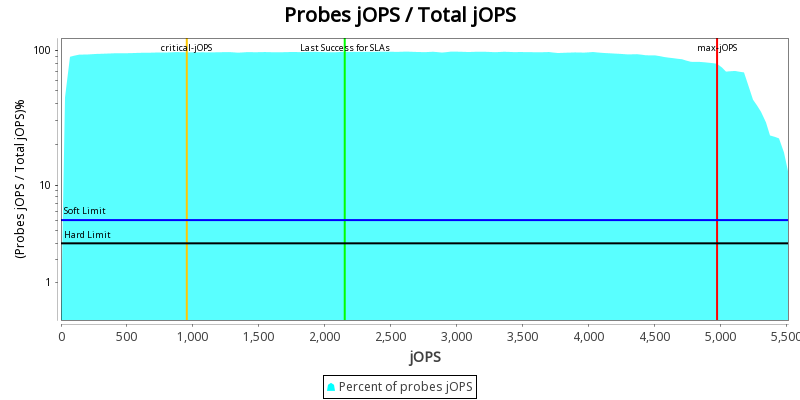 Probes jOPS / Total jOPS
(Probes jOPS / Total jOPS)%
100
10
1
critical-jOPS
Last Success for SLAs
max-jOPS
Soft Limit
Hard Limit
0
500
1,000
1,500
2,000
2,500
3,000
3,500
4,000
4,500
5,000
5,500
jOPS
Percent of probes jOPS